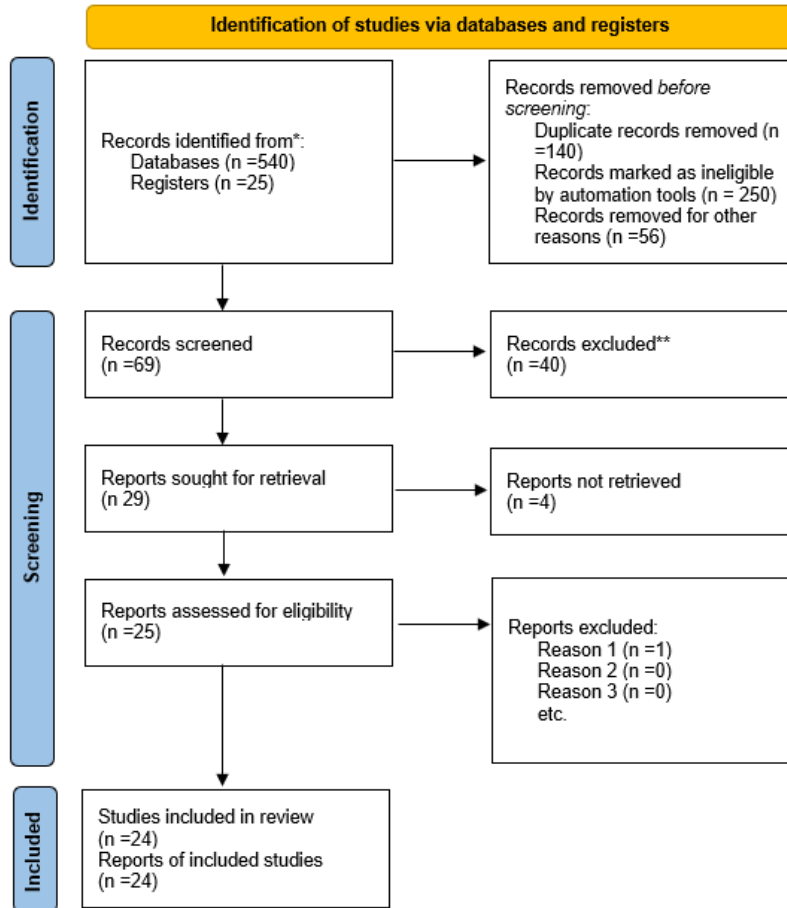 Identification of studies via databases and registers
Identification
Records identified from*:
Databases (n =540)
Registers (n =25)
Records removed before
screening:
Duplicate records removed (n
=140)
Records marked as ineligible
by automation tools (n = 250)
Records removed for other
reasons (n =56)
Screening
Records screened
(n =69)
Records excluded**
(n =40)
Reports sought for retrieval
(n 29)
Reports not retrieved
(n =4)
Reports assessed for eligibility
(n =25)
Reports excluded:
Reason 1 (n =1)
Reason 2 (n =0)
Reason 3 (n =0)
etc.
Included
Studies included in review
(n =24)
Reports of included studies
(n =24)